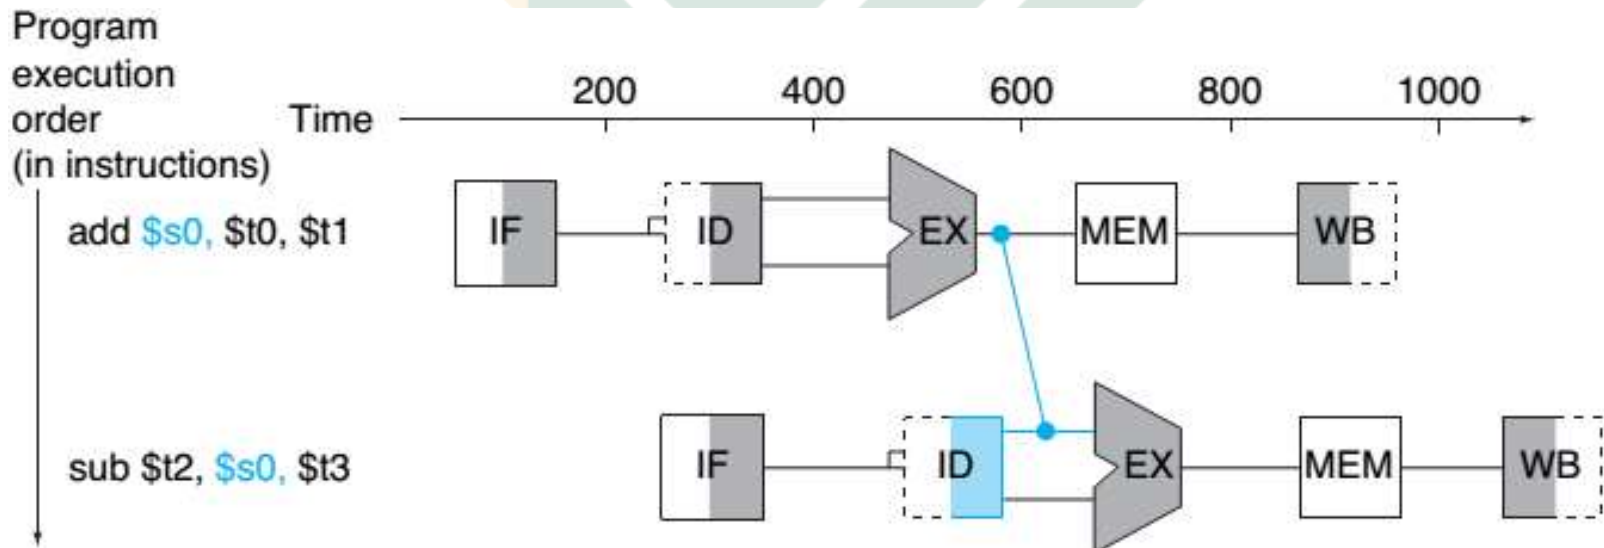 Program
execution
order
(in instructions)
Time
200 400 600 800 1000
add $s0, $t0, $t1
IF ID EX MEM WB
sub $t2, $s0, $t3
IF ID EX MEM WB